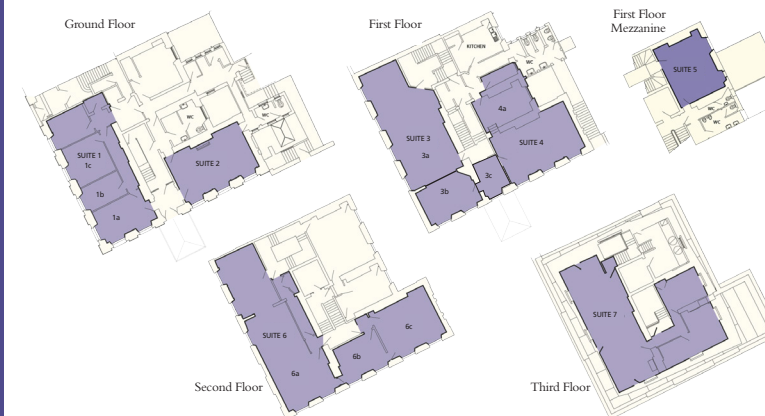 Ground Floor
WC
WC
SUITE 1
1c
SUITE 2
1b
1a
First Floor
KITCHEN
WC
4a
SUITE 3
3a
SUITE 4
3c
3b
First Floor
Mezzanine
SUITE 5
WC
WC
SUITE 6
6c
6b
6a
Second Floor
SUITE 7
Third Floor